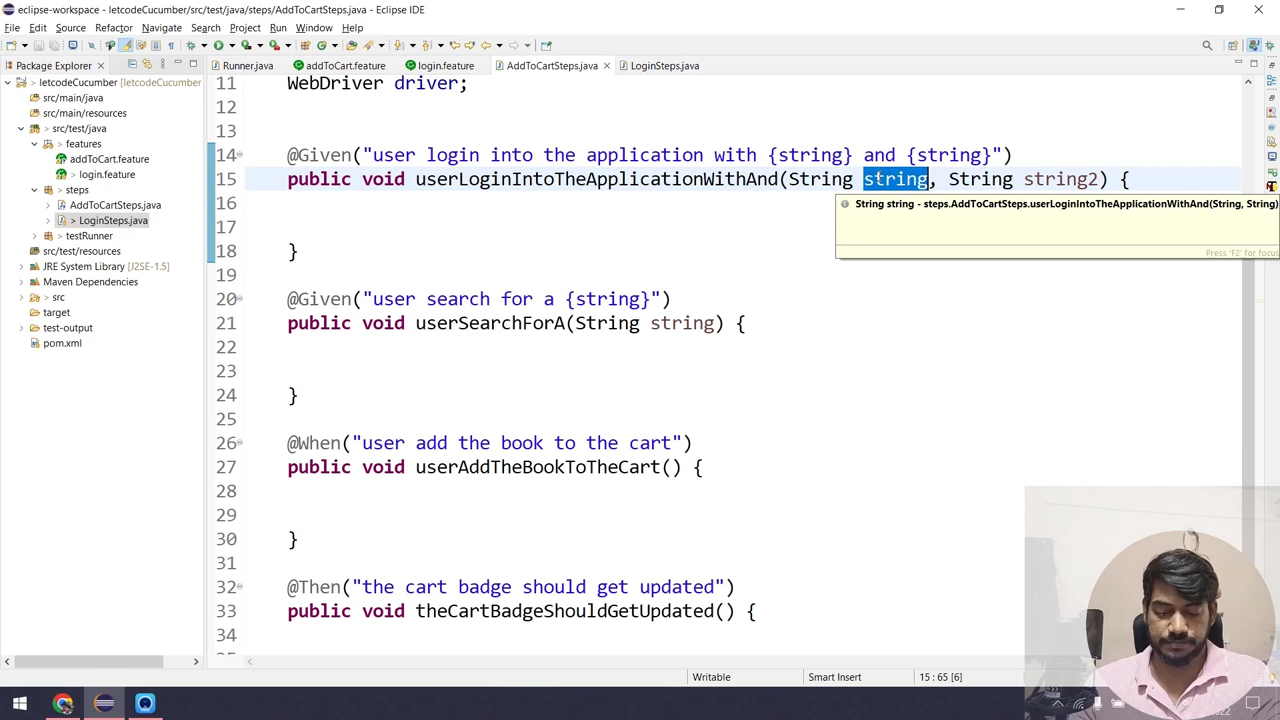 eclipse-workspace - letcodeCucumber/src/test/java/steps/AddToCartSteps.java - Eclipse IDE
File Edit Source Refactor Navigate Search Project Run Window Help
Package Explorer
Runner.java addToCart.feature login.feature AddToCartSteps.java LoginSteps.java
letcodeCucumber [letcodeCucumber]
src/main/java
src/main/resources
> src/test/java
> features
addToCart.feature
> login.feature
> steps
AddToCartSteps.java
> LoginSteps.java
> testRunner
src/test/resources
JRE System Library [J2SE-1.5]
Maven Dependencies
> src
target
test-output
pom.xml
11 WebDriver driver;
12
13
14 @Given("user login into the application with {string} and {string}")
15 public void userLoginIntoTheApplicationWithAnd(String string, String string2) {
16
String string - steps.AddToCartSteps.userLoginIntoTheApplicationWithAnd(String, String)
17
Press 'F2' for focus
18 }
19
20 @Given("user search for a {string}")
21 public void userSearchForA(String string) {
22
23
24 }
25
26 @When("user add the book to the cart")
27 public void userAddTheBookToTheCart() {
28
29
30 }
31
32 @Then("the cart badge should get updated")
33 public void theCartBadgeShouldGetUpdated() {
34
Writable Smart Insert 15 : 65 [6]